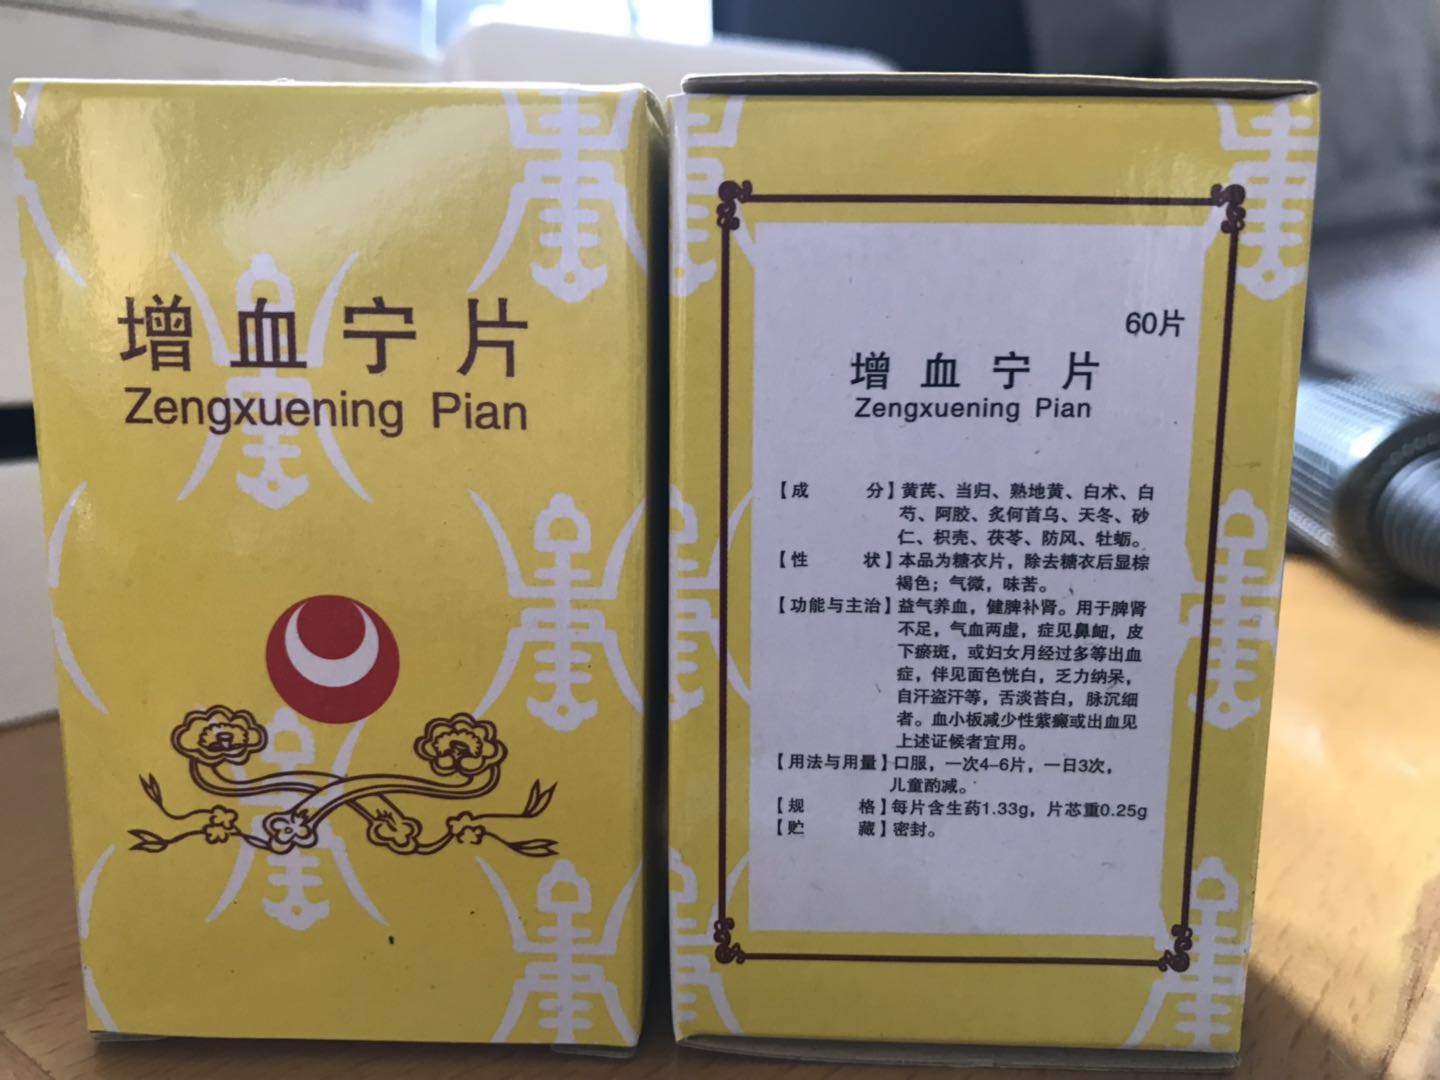 增血宁片
Zengxuening Pian
60片
增血宁片
Zengxuening Pian
【成 分】黄芪、当归、熟地黄、白术、白
芍、阿胶、炙何首乌、天冬、砂
仁、枳壳、茯苓、防风、牡蛎。
【性 状】本品为糖衣片，除去糖衣后显棕
褐色；气微，味苦。
【功能与主治】益气养血，健脾补肾。用于脾肾
不足，气血两虚，症见鼻衄，皮
下瘀斑，或妇女月经过多等出血
症，伴见面色恍白，乏力纳呆，
自汗盗汗等，舌淡苔白，脉沉细
者。血小板减少性紫癜或出血见
上述证候者宜用。
【用法与用量】口服，一次4–6片，一日3次，
儿童酌减。
【规 格】每片含生药1.33g，片芯重0.25g
【贮 藏】密封。